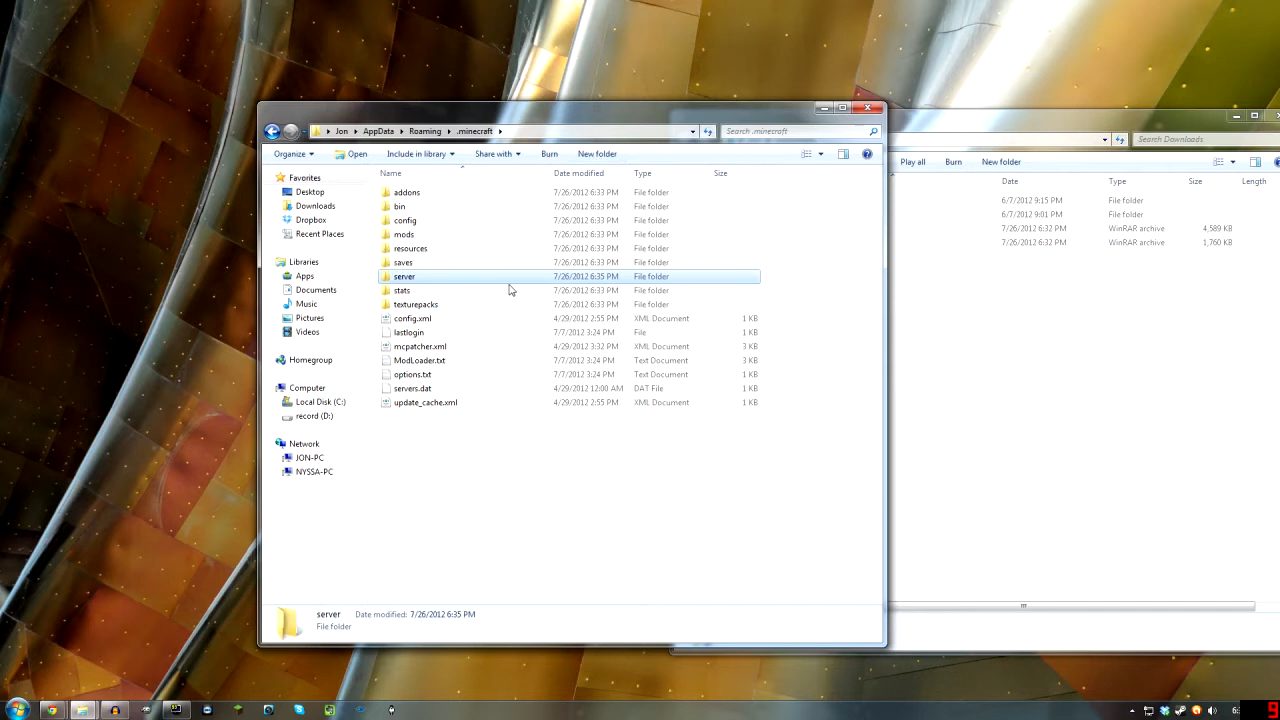 Jon ▸ AppData ▸ Roaming ▸ .minecraft ▸
Search .minecraft
Search Downloads
Organize
Open
Include in library
Share with
Burn
New folder
Play all
Burn
New folder
Name
Date modified
Type
Size
Favorites
Desktop
Downloads
Dropbox
Recent Places
Libraries
Apps
Documents
Music
Pictures
Videos
Homegroup
Computer
Local Disk (C:)
record (D:)
Network
JON-PC
NYSSA-PC
addons 7/26/2012 6:33 PM File folder
bin 7/26/2012 6:33 PM File folder
config 7/26/2012 6:33 PM File folder
mods 7/26/2012 6:33 PM File folder
resources 7/26/2012 6:33 PM File folder
saves 7/26/2012 6:33 PM File folder
server 7/26/2012 6:35 PM File folder
stats 7/26/2012 6:33 PM File folder
texturepacks 7/26/2012 6:33 PM File folder
config.xml 4/29/2012 2:55 PM XML Document 1 KB
lastlogin 7/7/2012 3:24 PM File 1 KB
mcpatcher.xml 4/29/2012 3:32 PM XML Document 3 KB
ModLoader.txt 7/7/2012 3:24 PM Text Document 3 KB
options.txt 7/7/2012 3:24 PM Text Document 1 KB
servers.dat 4/29/2012 12:00 AM DAT File 1 KB
update_cache.xml 4/29/2012 2:55 PM XML Document 1 KB
Date Type Size Length
6/7/2012 9:15 PM File folder
6/7/2012 9:01 PM File folder
7/26/2012 6:32 PM WinRAR archive 4,589 KB
7/26/2012 6:32 PM WinRAR archive 1,760 KB
server Date modified: 7/26/2012 6:35 PM
File folder